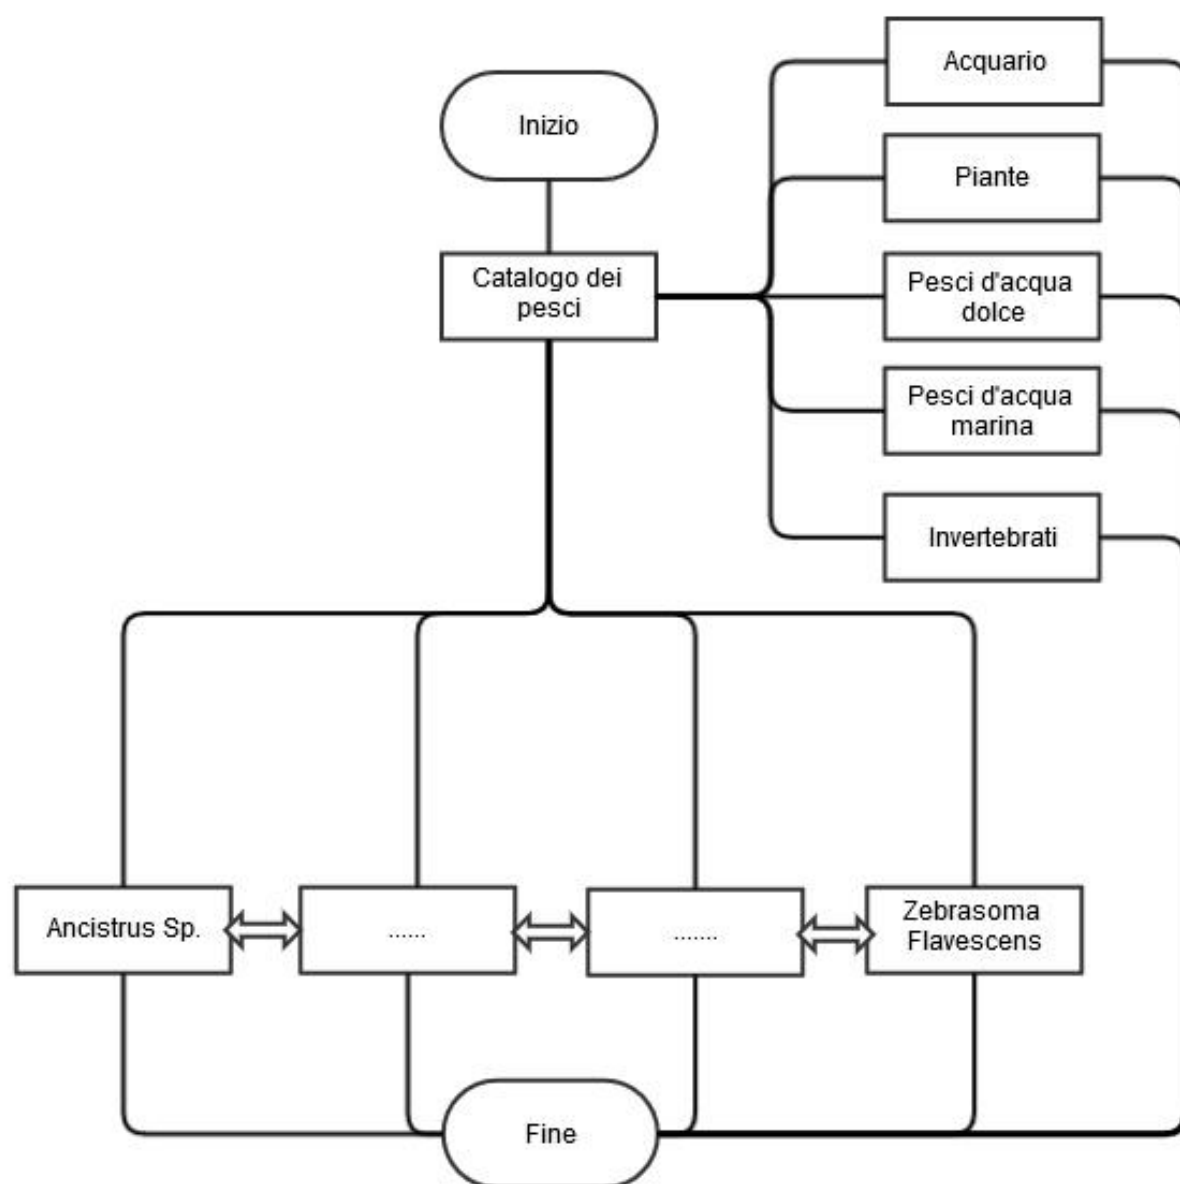 Acquario
Inizio
Piante
Catalogo dei
pesci
Pesci d'acqua
dolce
Pesci d'acqua
marina
Invertebrati
Ancistrus Sp.
......
.......
Zebrasoma
Flavescens
Fine